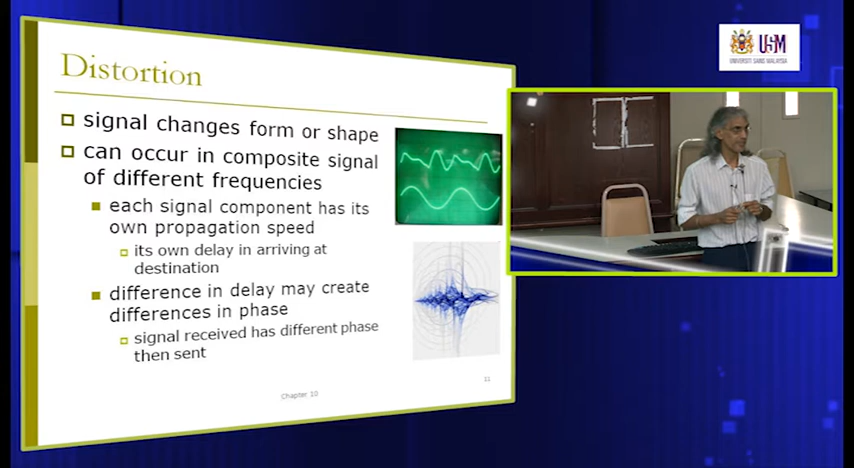 Distortion
signal changes form or shape
can occur in composite signal
of different frequencies
each signal component has its
own propagation speed
its own delay in arriving at
destination
difference in delay may create
differences in phase
signal received has different phase
then sent
Chapter 10
11
USM
UNIVERSITI SAINS MALAYSIA